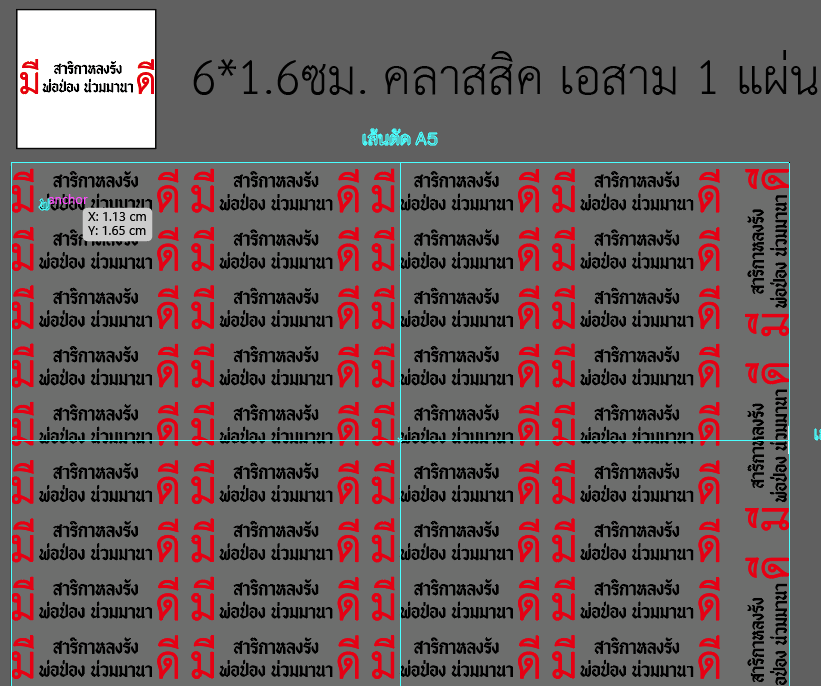 สาริกาหลงรัง
มี พ่อป๋อง น่วมมานา ดี
6*1.6ซม. คลาสสิค เอสาม 1 แผ่น
เส้นตัด A5
สาริกาหลงรัง สาริกาหลงรัง สาริกาหลงรัง สาริกาหลงรัง
มี พ่อป๋อง น่วมมานา ดี มี พ่อป๋อง น่วมมานา ดี มี พ่อป๋อง น่วมมานา ดี มี พ่อป๋อง น่วมมานา ดี
anchor
X: 1.13 cm
Y: 1.65 cm
สาริกาหลงรัง สาริกาหลงรัง สาริกาหลงรัง สาริกาหลงรัง
มี พ่อป๋อง น่วมมานา ดี มี พ่อป๋อง น่วมมานา ดี มี พ่อป๋อง น่วมมานา ดี มี พ่อป๋อง น่วมมานา ดี
สาริกาหลงรัง สาริกาหลงรัง สาริกาหลงรัง สาริกาหลงรัง
มี พ่อป๋อง น่วมมานา ดี มี พ่อป๋อง น่วมมานา ดี มี พ่อป๋อง น่วมมานา ดี มี พ่อป๋อง น่วมมานา ดี
สาริกาหลงรัง สาริกาหลงรัง สาริกาหลงรัง สาริกาหลงรัง
มี พ่อป๋อง น่วมมานา ดี มี พ่อป๋อง น่วมมานา ดี มี พ่อป๋อง น่วมมานา ดี มี พ่อป๋อง น่วมมานา ดี
สาริกาหลงรัง สาริกาหลงรัง สาริกาหลงรัง สาริกาหลงรัง
มี พ่อป๋อง น่วมมานา ดี มี พ่อป๋อง น่วมมานา ดี มี พ่อป๋อง น่วมมานา ดี มี พ่อป๋อง น่วมมานา ดี
สาริกาหลงรัง สาริกาหลงรัง สาริกาหลงรัง สาริกาหลงรัง
มี พ่อป๋อง น่วมมานา ดี มี พ่อป๋อง น่วมมานา ดี มี พ่อป๋อง น่วมมานา ดี มี พ่อป๋อง น่วมมานา ดี
สาริกาหลงรัง สาริกาหลงรัง สาริกาหลงรัง สาริกาหลงรัง
มี พ่อป๋อง น่วมมานา ดี มี พ่อป๋อง น่วมมานา ดี มี พ่อป๋อง น่วมมานา ดี มี พ่อป๋อง น่วมมานา ดี
สาริกาหลงรัง สาริกาหลงรัง สาริกาหลงรัง สาริกาหลงรัง
มี พ่อป๋อง น่วมมานา ดี มี พ่อป๋อง น่วมมานา ดี มี พ่อป๋อง น่วมมานา ดี มี พ่อป๋อง น่วมมานา ดี
สาริกาหลงรัง สาริกาหลงรัง สาริกาหลงรัง สาริกาหลงรัง
มี พ่อป๋อง น่วมมานา ดี มี พ่อป๋อง น่วมมานา ดี มี พ่อป๋อง น่วมมานา ดี มี พ่อป๋อง น่วมมานา ดี
สาริกาหลงรัง
มี พ่อป๋อง น่วมมานา ดี
สาริกาหลงรัง
มี พ่อป๋อง น่วมมานา ดี
สาริกาหลงรัง
พ่อป๋อง น่วมมานา ดี